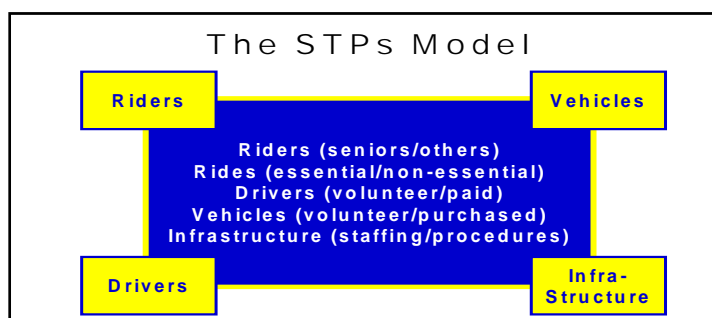 The STPs Model
Riders
Vehicles
Riders (seniors/others)
Rides (essential/non-essential)
Drivers (volunteer/paid)
Vehicles (volunteer/purchased)
Infrastructure (staffing/procedures)
Drivers
Infra-
Structure